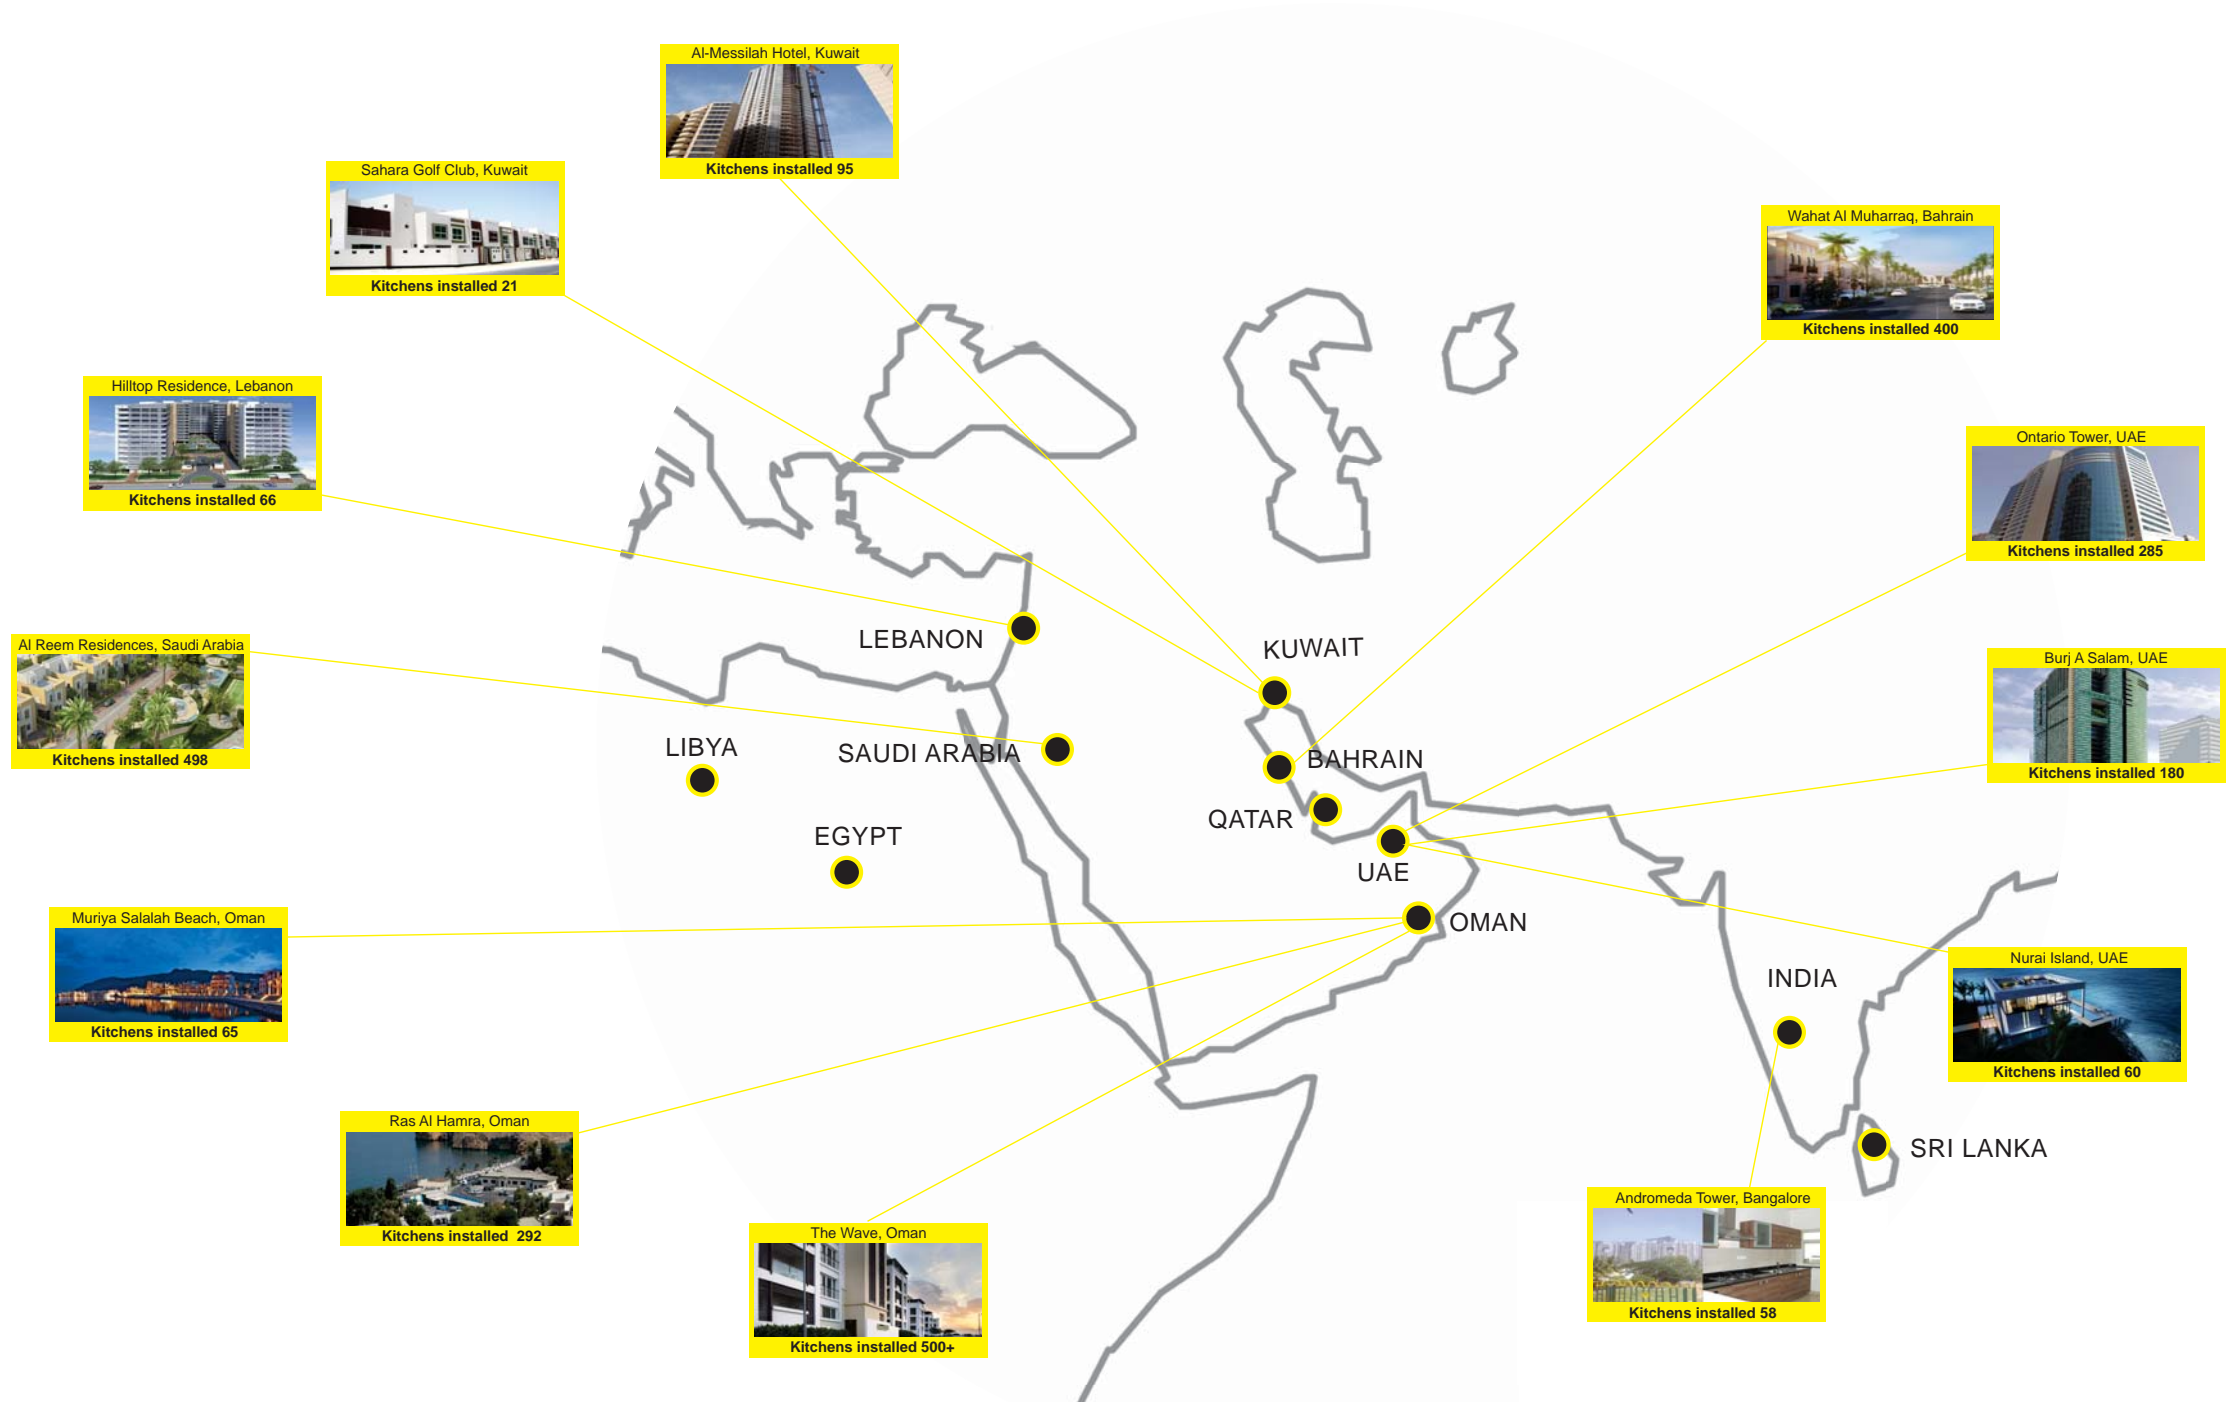 Al-Messilah Hotel, Kuwait
Kitchens installed 95
Sahara Golf Club, Kuwait
Kitchens installed 21
Wahat Al Muharraq, Bahrain
Kitchens installed 400
Hilltop Residence, Lebanon
Kitchens installed 66
Ontario Tower, UAE
Kitchens installed 285
Al Reem Residences, Saudi Arabia
Kitchens installed 498
Burj A Salam, UAE
Kitchens installed 180
LEBANON
KUWAIT
LIBYA
SAUDI ARABIA
BAHRAIN
QATAR
EGYPT
UAE
OMAN
INDIA
SRI LANKA
Muriya Salalah Beach, Oman
Kitchens installed 65
Nurai Island, UAE
Kitchens installed 60
Ras Al Hamra, Oman
Kitchens installed 292
The Wave, Oman
Kitchens installed 500+
Andromeda Tower, Bangalore
Kitchens installed 58